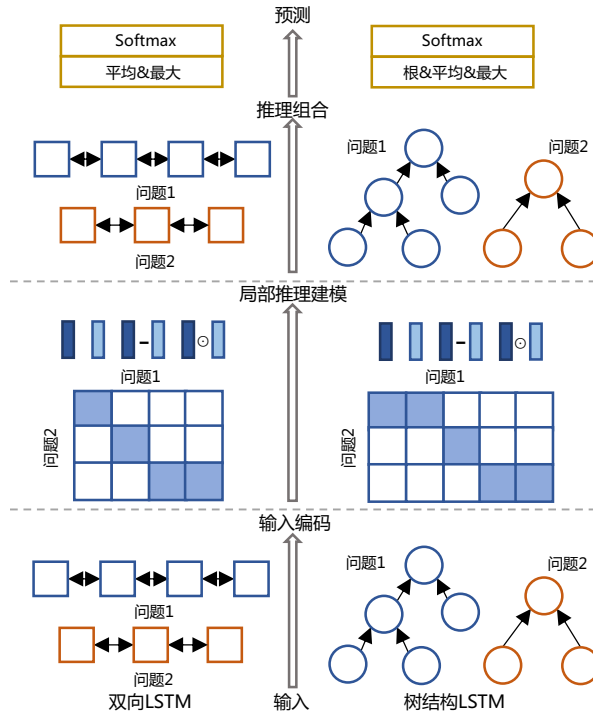 预测
Softmax
平均&最大
Softmax
根&平均&最大
推理组合
问题1
问题2
问题1
问题2
局部推理建模
⊙
问题1
问题2
⊙
问题1
问题2
输入编码
问题1
问题2
问题1
问题2
双向LSTM
输入
树结构LSTM